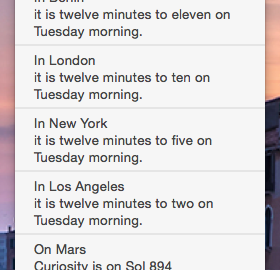 In Berlin
it is twelve minutes to eleven on
Tuesday morning.
In London
it is twelve minutes to ten on
Tuesday morning.
In New York
it is twelve minutes to five on
Tuesday morning.
In Los Angeles
it is twelve minutes to two on
Tuesday morning.
On Mars
Curiosity is on Sol 894